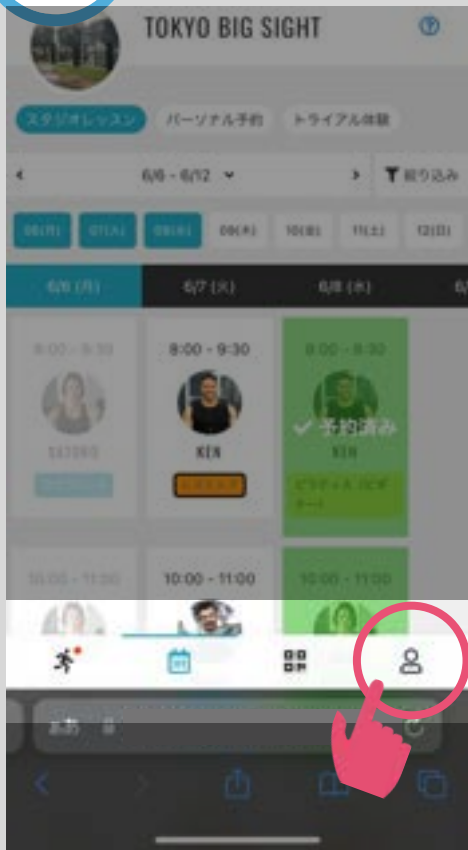 TOKYO BIG SIGHT
スタジオレッスン パーソナル予約 トライアル体験
6/6 - 6/12 絞り込み
06(月) 07(火) 08(水) 09(木) 10(金) 11(土) 12(日)
6/6 (月) 6/7 (火) 6/8 (水) 6/
8:00 - 9:30 8:00 - 9:30 8:00 - 9:30
予約済み
SATORU KEN KEN
10:00 - 11:00 10:00 - 11:00 10:00 - 11:00
ああ